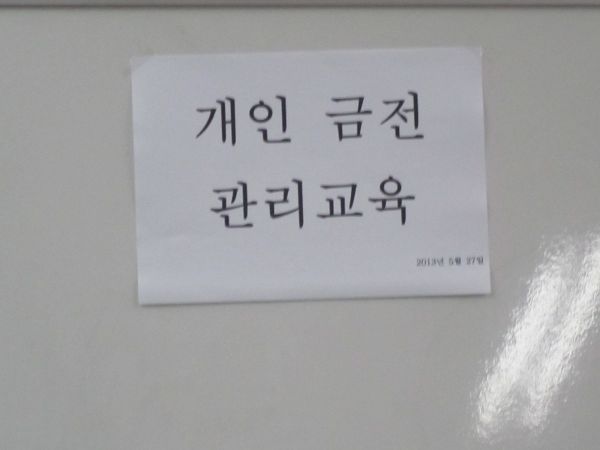 개인 금전
관리교육
2013년 5월 27일